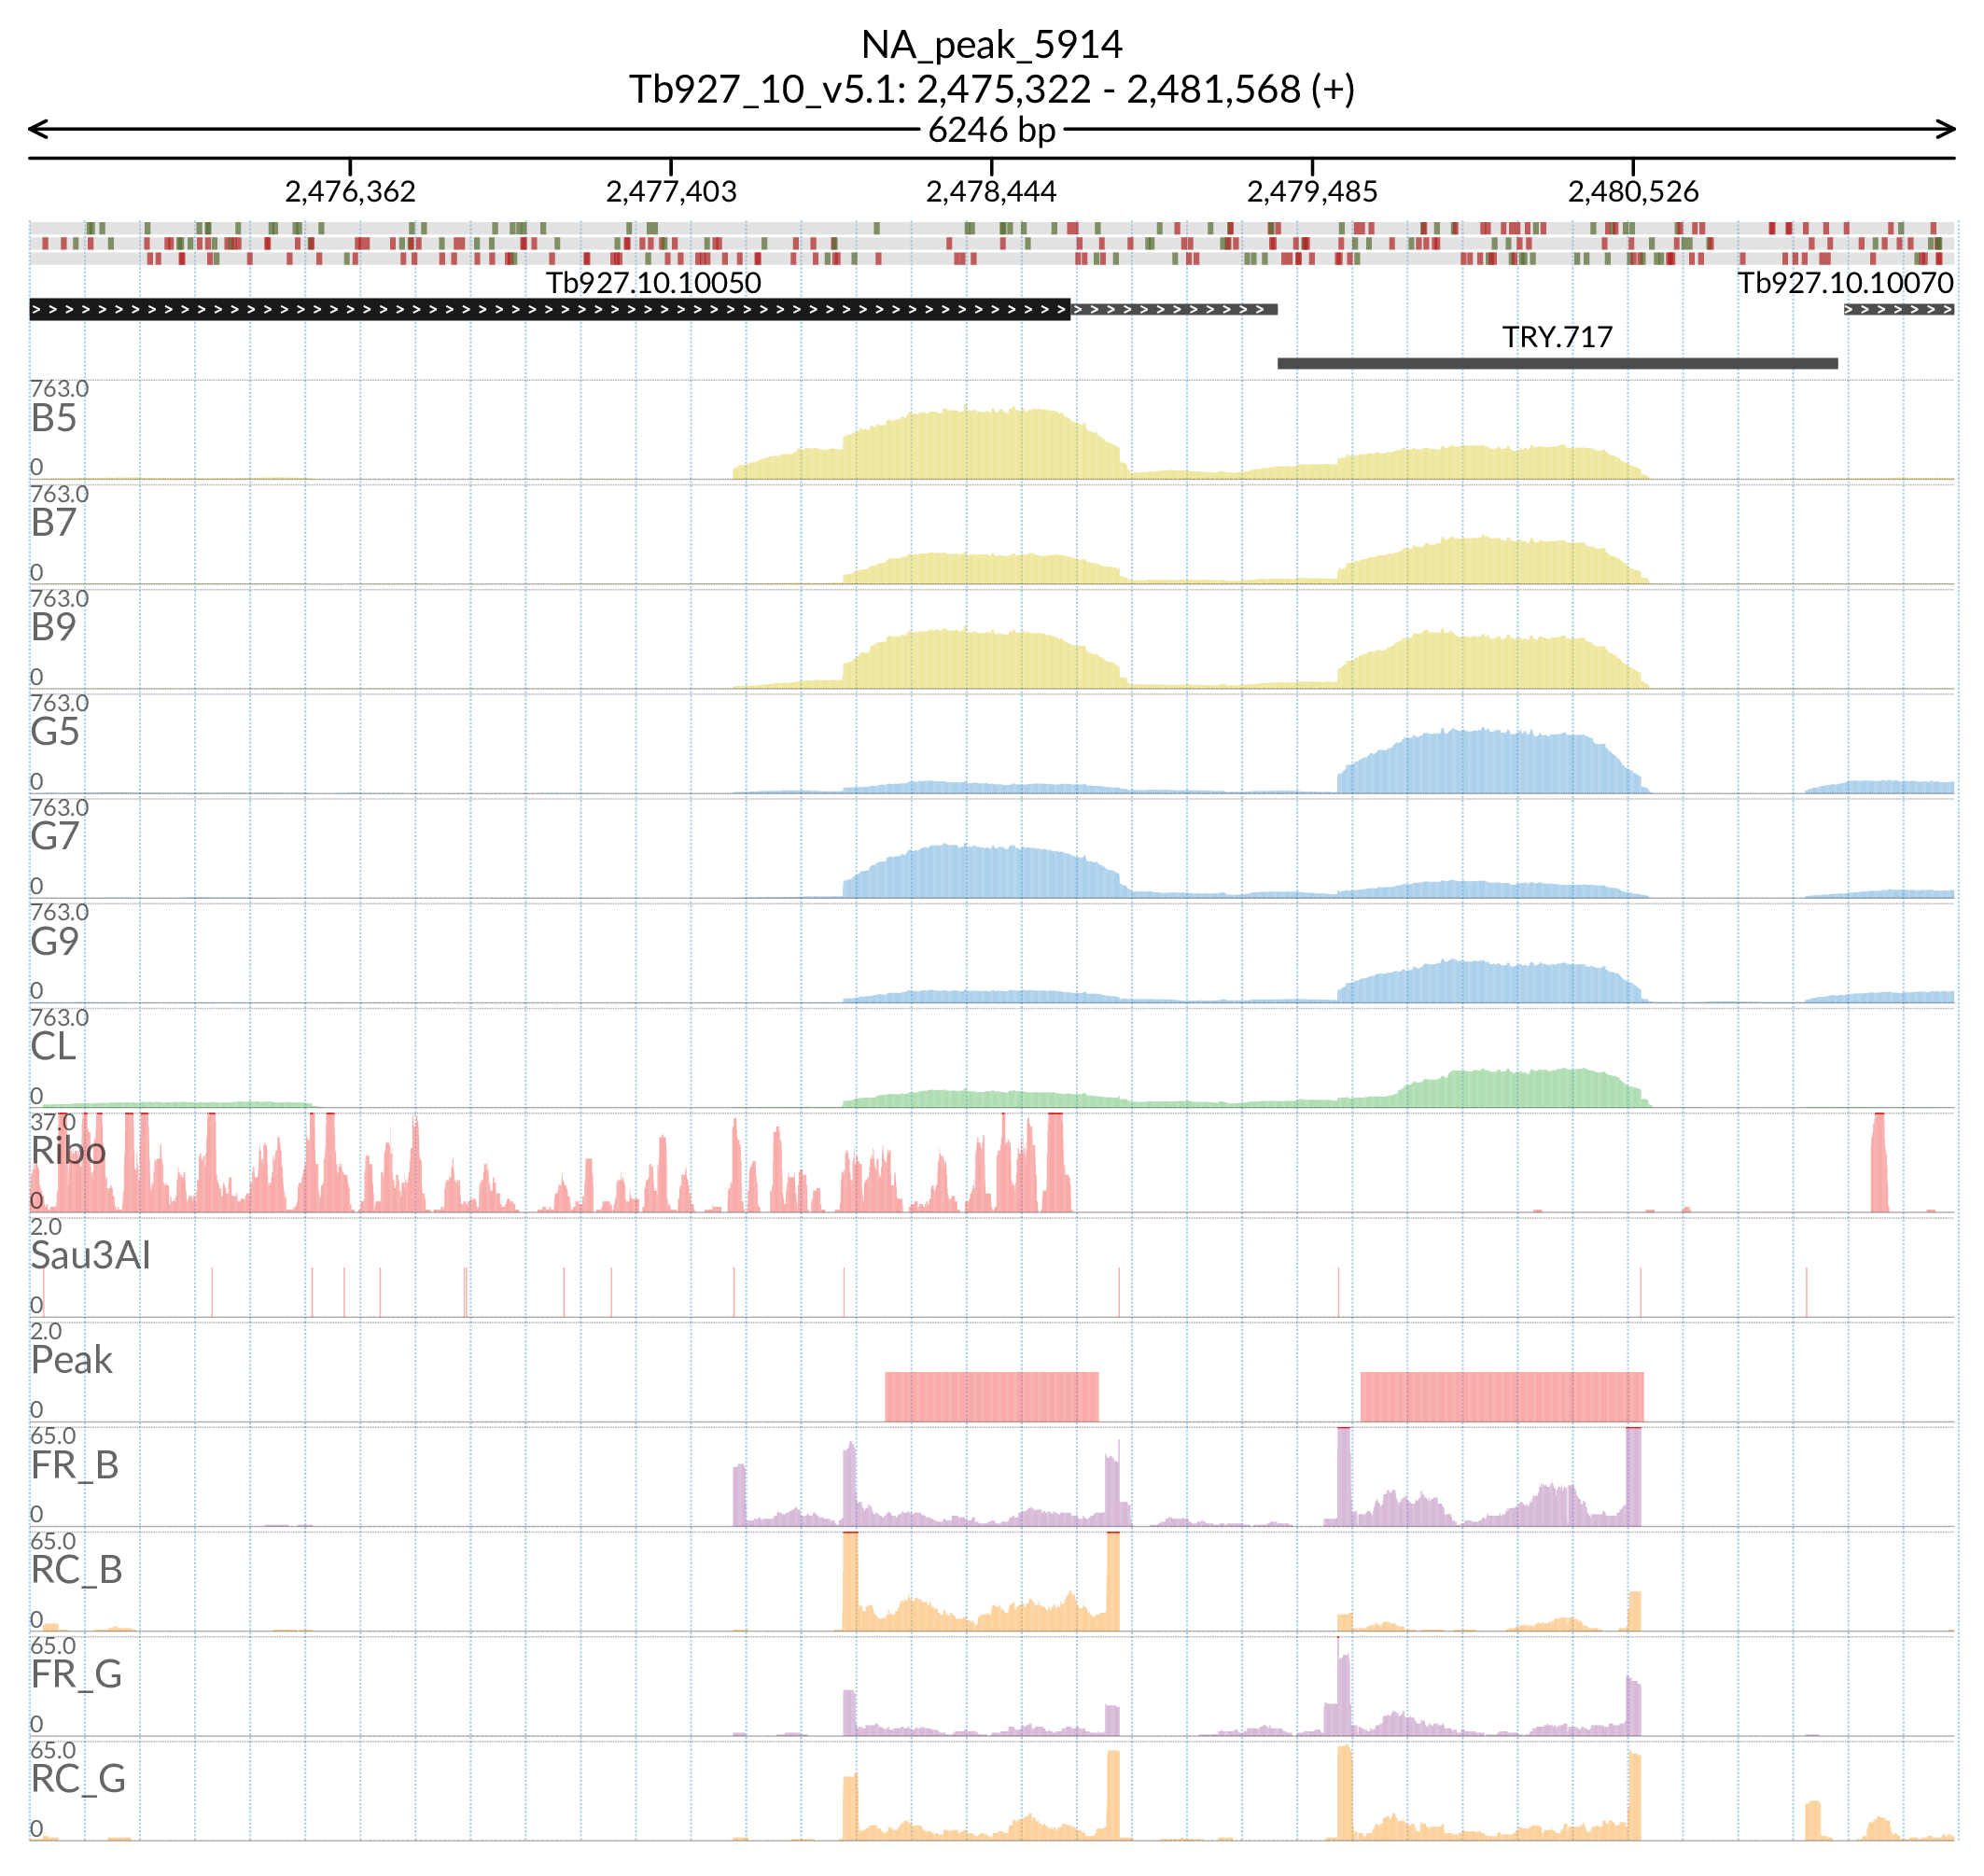 NA_peak_5914
Tb927_10_v5.1: 2,475,322 - 2,481,568 (+)
6246 bp
2,476,362 2,477,403 2,478,444 2,479,485 2,480,526
Tb927.10.10050 Tb927.10.10070
TRY.717
763.0
B5
0
763.0
B7
0
763.0
B9
0
763.0
G5
0
763.0
G7
0
763.0
G9
0
763.0
CL
0
37.0
Ribo
0
2.0
Sau3AI
0
2.0
Peak
0
65.0
FR_B
0
65.0
RC_B
0
65.0
FR_G
0
65.0
RC_G
0